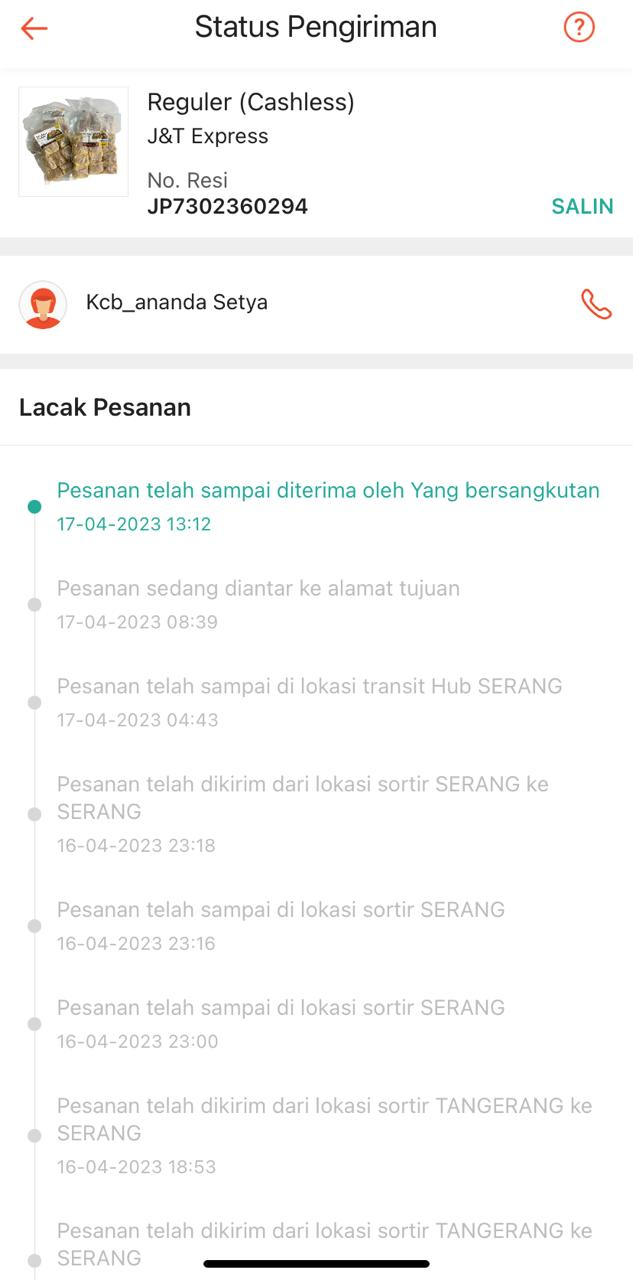 Status Pengiriman
?
Reguler (Cashless)
J&T Express
No. Resi
JP7302360294
SALIN
Kcb_ananda Setya
Lacak Pesanan
Pesanan telah sampai diterima oleh Yang bersangkutan
17-04-2023 13:12
Pesanan sedang diantar ke alamat tujuan
17-04-2023 08:39
Pesanan telah sampai di lokasi transit Hub SERANG
17-04-2023 04:43
Pesanan telah dikirim dari lokasi sortir SERANG ke
SERANG
16-04-2023 23:18
Pesanan telah sampai di lokasi sortir SERANG
16-04-2023 23:16
Pesanan telah sampai di lokasi sortir SERANG
16-04-2023 23:00
Pesanan telah dikirim dari lokasi sortir TANGERANG ke
SERANG
16-04-2023 18:53
Pesanan telah dikirim dari lokasi sortir TANGERANG ke
SERANG